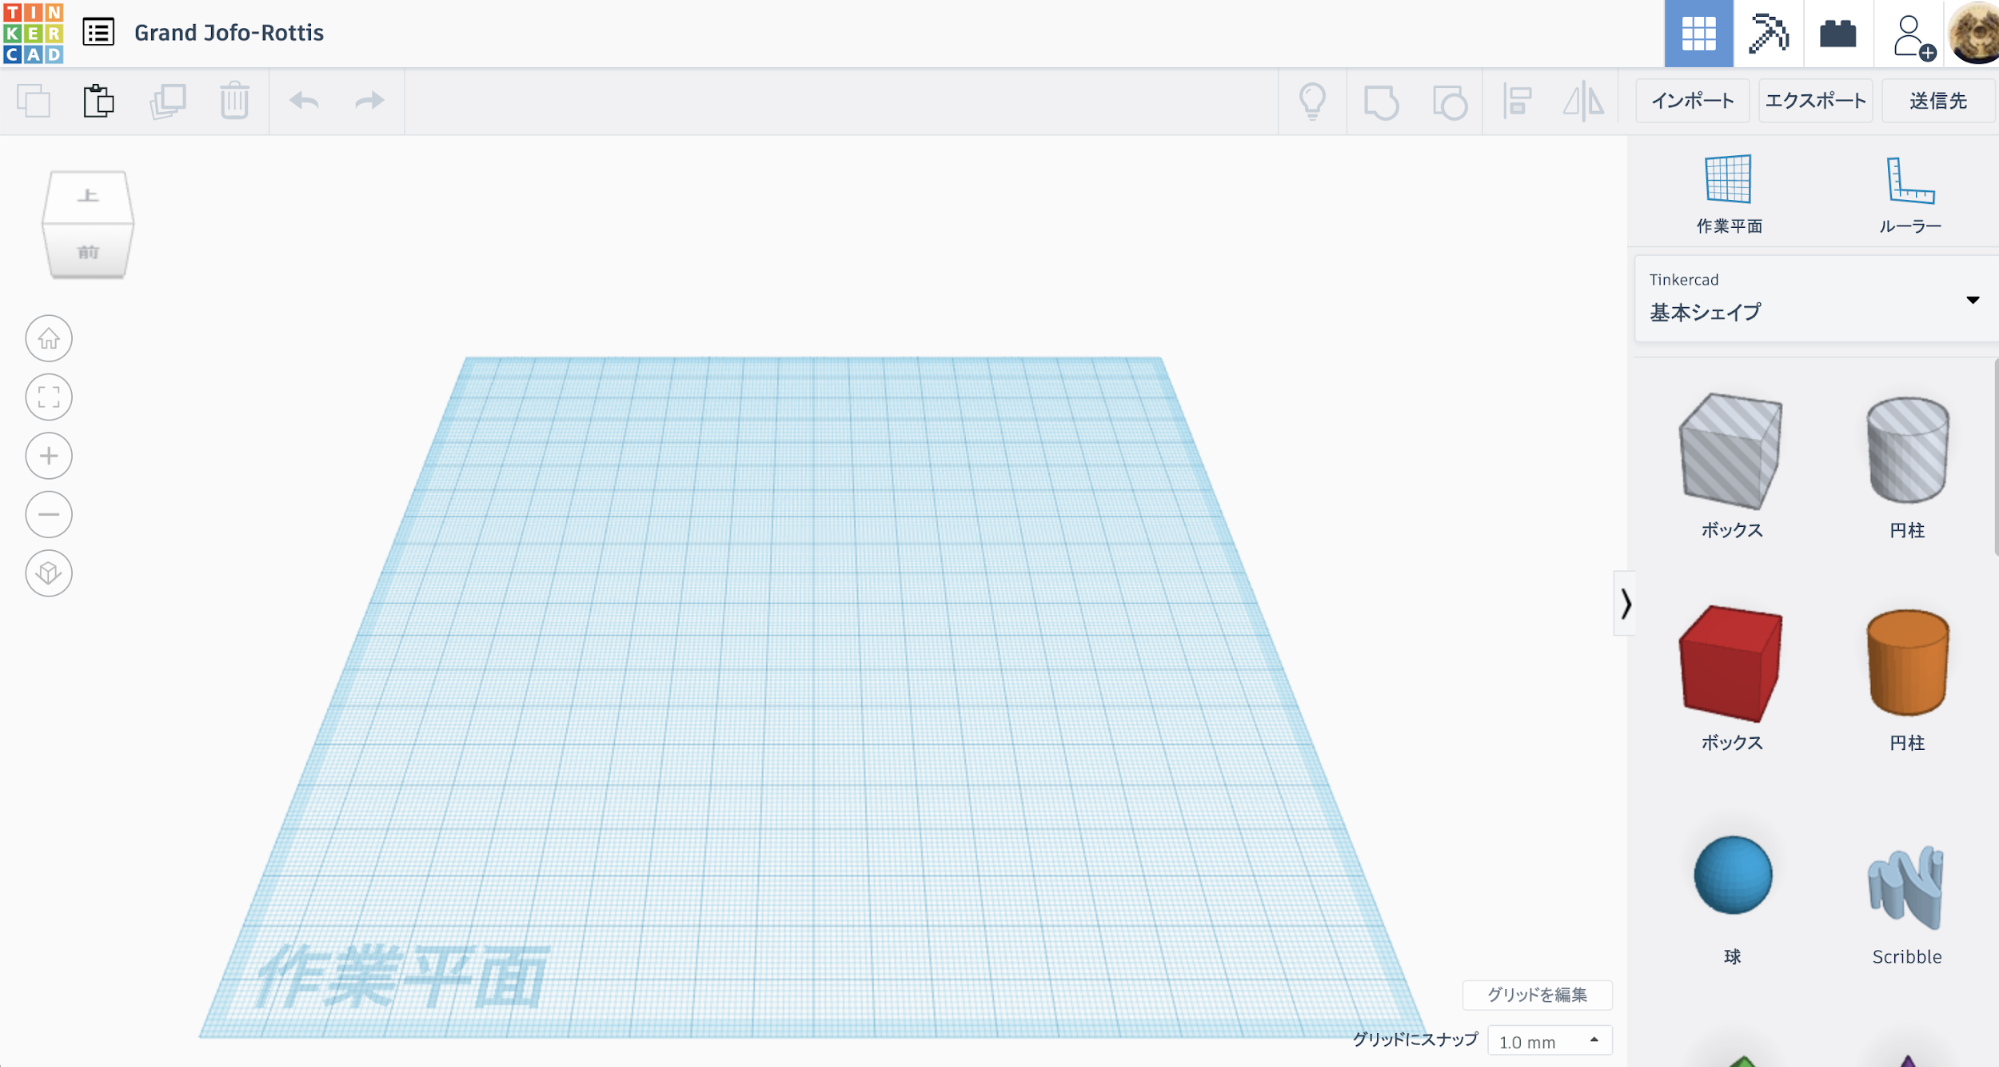 TIN
KER
CAD
Grand Jofo-Rottis
インポート
エクスポート
送信先
上
前
作業平面
ルーラー
Tinkercad
基本シェイプ
ボックス
円柱
ボックス
円柱
球
Scribble
作業平面
グリッドを編集
グリッドにスナップ
1.0 mm